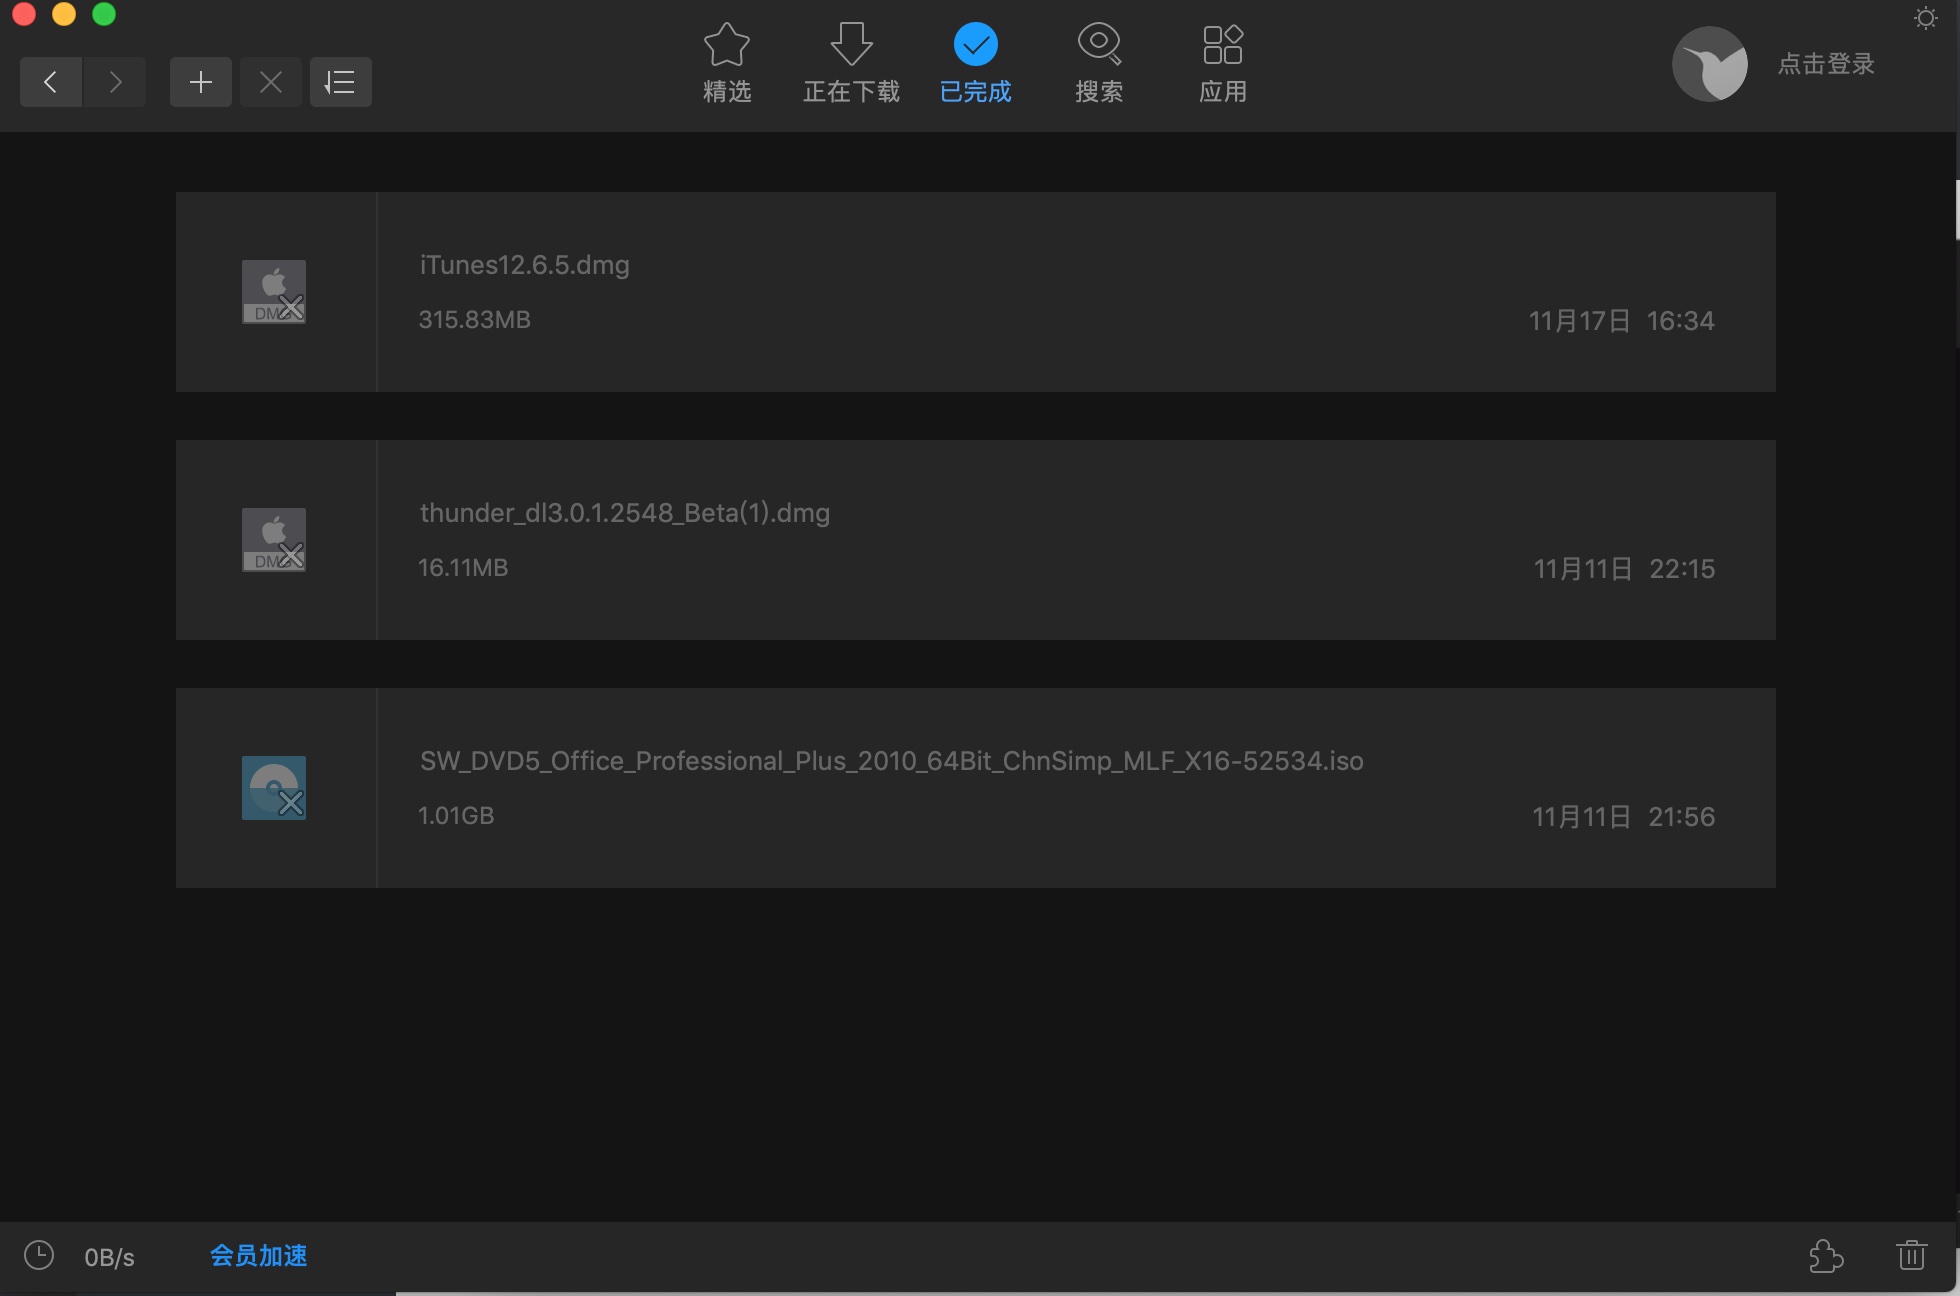 精选
正在下载
已完成
搜索
应用
点击登录
iTunes12.6.5.dmg
315.83MB
11月17日 16:34
thunder_dl3.0.1.2548_Beta(1).dmg
16.11MB
11月11日 22:15
SW_DVD5_Office_Professional_Plus_2010_64Bit_ChnSimp_MLF_X16-52534.iso
1.01GB
11月11日 21:56
0B/s
会员加速